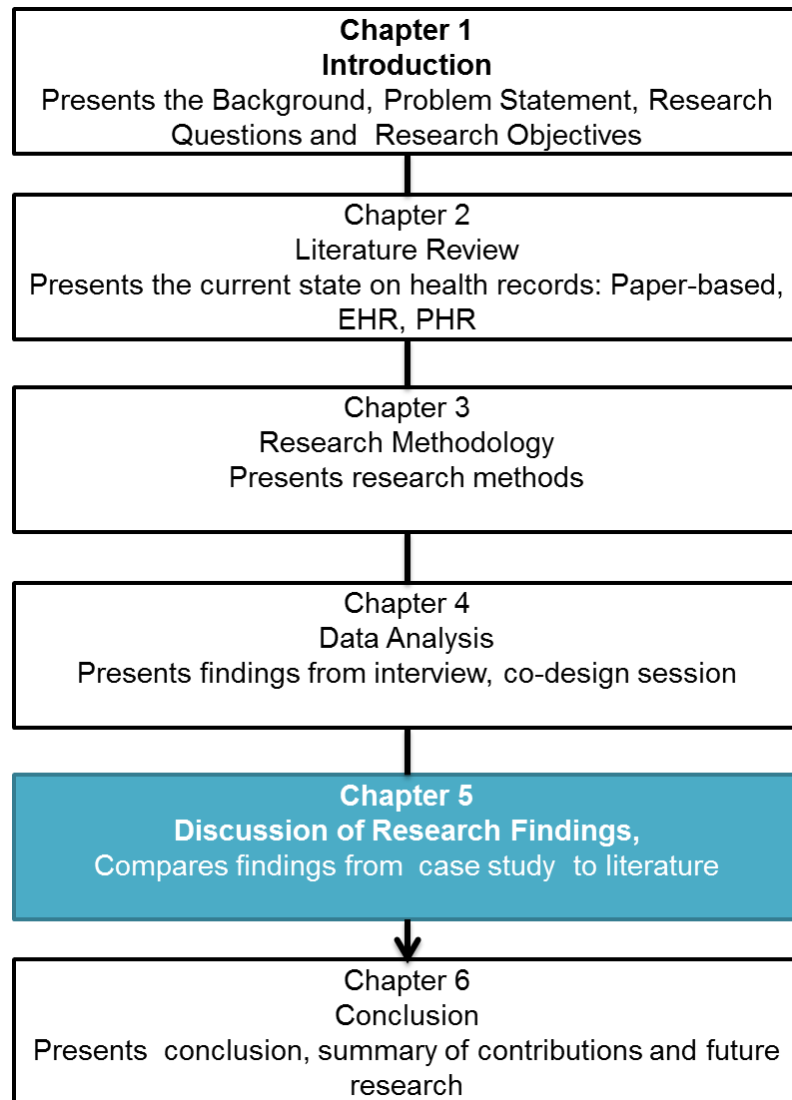 Chapter 1
Introduction
Presents the Background, Problem Statement, Research
Questions and Research Objectives
Chapter 2
Literature Review
Presents the current state on health records: Paper-based,
EHR, PHR
Chapter 3
Research Methodology
Presents research methods
Chapter 4
Data Analysis
Presents findings from interview, co-design session
Chapter 5
Discussion of Research Findings,
Compares findings from case study to literature
Chapter 6
Conclusion
Presents conclusion, summary of contributions and future
research